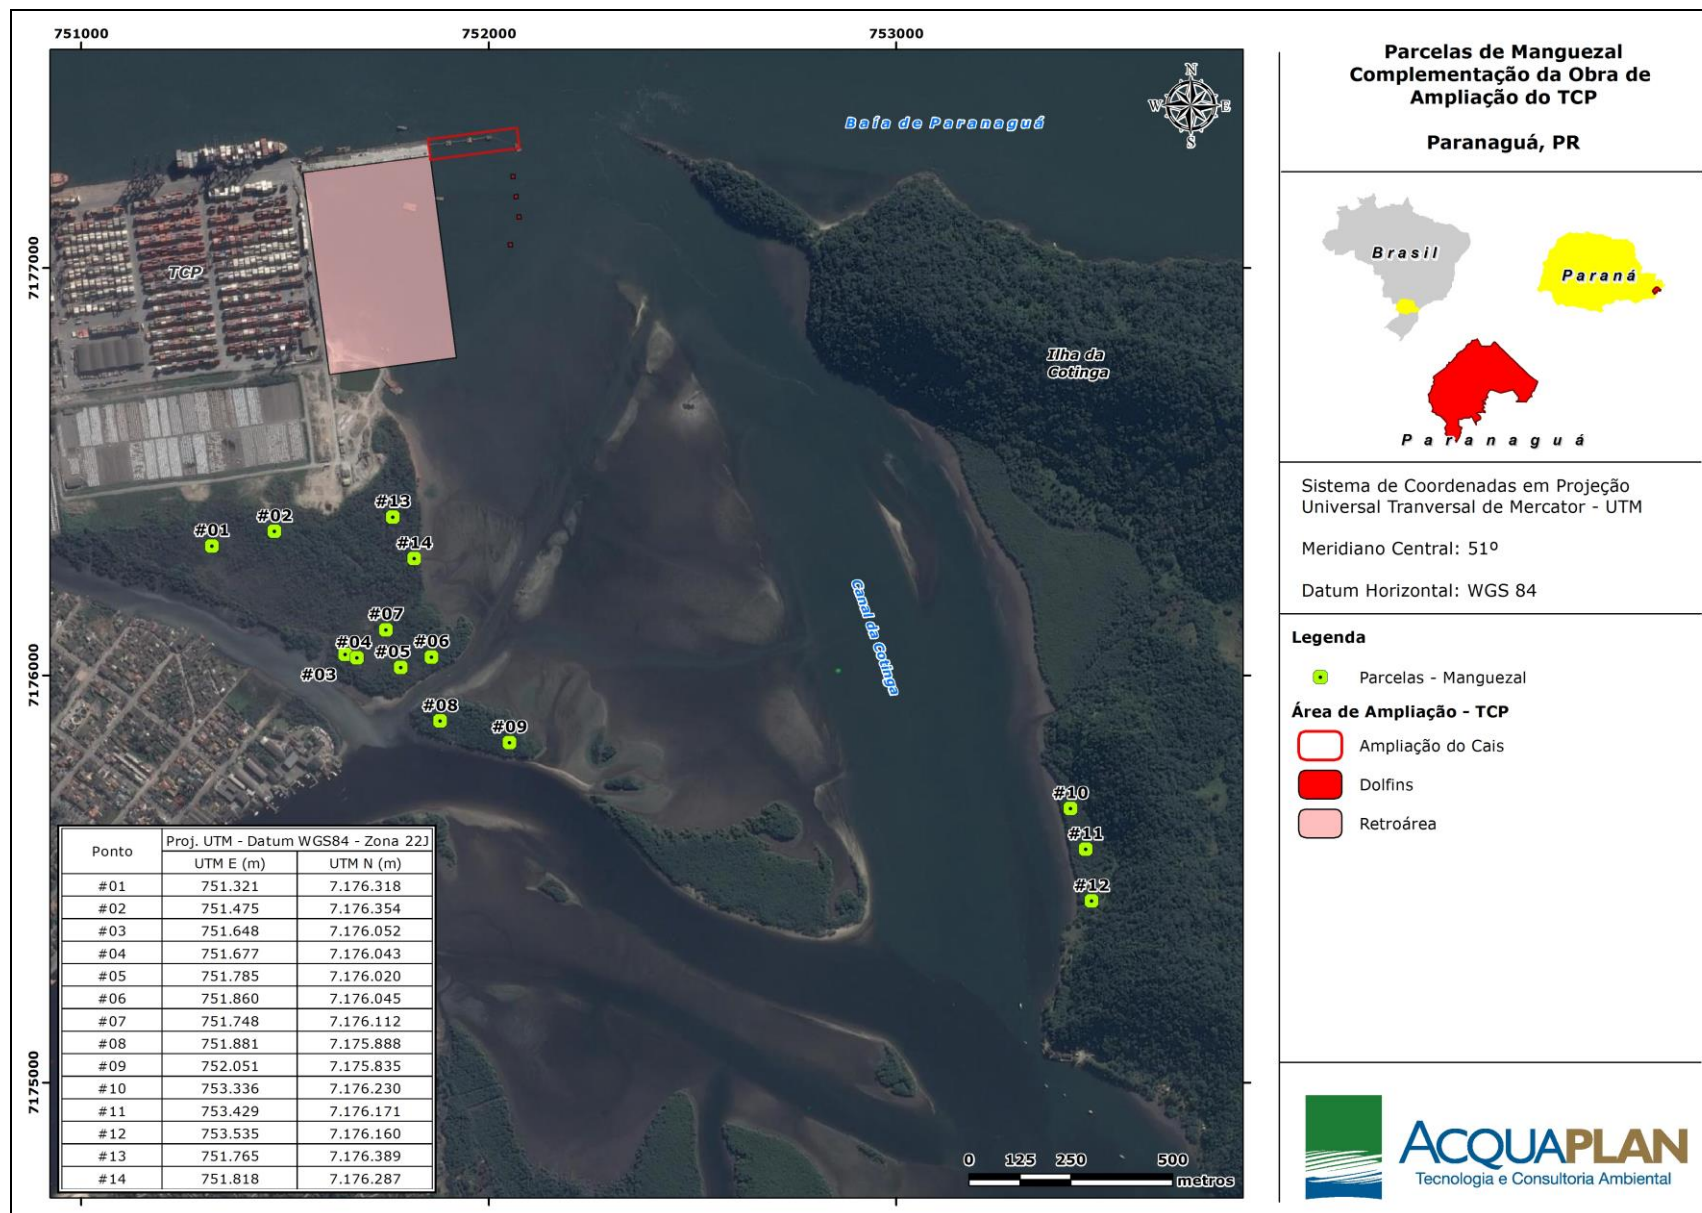 751000
752000
753000
7177000
7176000
7175000
N
W
E
S
Baía de Paranaguá
TCP
Ilha da
Cotinga
Canal da Cotinga
#13
#02
#01
#14
#07
#04
#06
#05
#03
#08
#09
#10
#11
#12
Ponto
Proj. UTM - Datum WGS84 - Zona 22J
UTM E (m) UTM N (m)
#01 751.321 7.176.318
#02 751.475 7.176.354
#03 751.648 7.176.052
#04 751.677 7.176.043
#05 751.785 7.176.020
#06 751.860 7.176.045
#07 751.748 7.176.112
#08 751.881 7.175.888
#09 752.051 7.175.835
#10 753.336 7.176.230
#11 753.429 7.176.171
#12 753.535 7.176.160
#13 751.765 7.176.389
#14 751.818 7.176.287
0 125 250 500
metros
Parcelas de Manguezal
Complementação da Obra de
Ampliação do TCP
Paranaguá, PR
Brasil
Paraná
Paranaguá
Sistema de Coordenadas em Projeção
Universal Tranversal de Mercator - UTM
Meridiano Central: 51º
Datum Horizontal: WGS 84
Legenda
Parcelas - Manguezal
Área de Ampliação - TCP
Ampliação do Cais
Dolfins
Retroárea
ACQUAPLAN
Tecnologia e Consultoria Ambiental